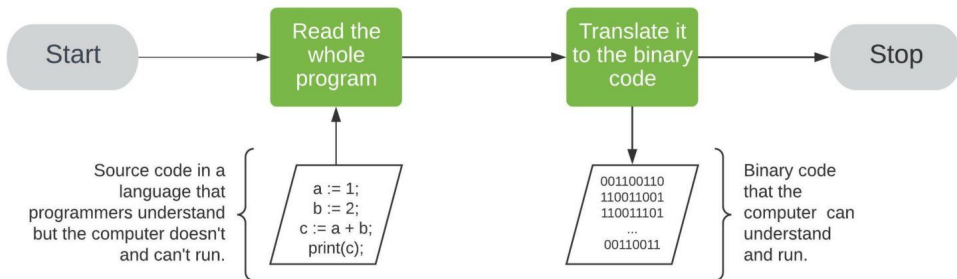 Start
Read the
whole
program
Translate it
to the binary
code
Stop
Source code in a
language that
programmers understand
but the computer doesn't
and can't run.
a := 1;
b := 2;
c := a + b;
print(c);
001100110
110011001
110011101
...
00110011
Binary code
that the
computer can
understand
and run.